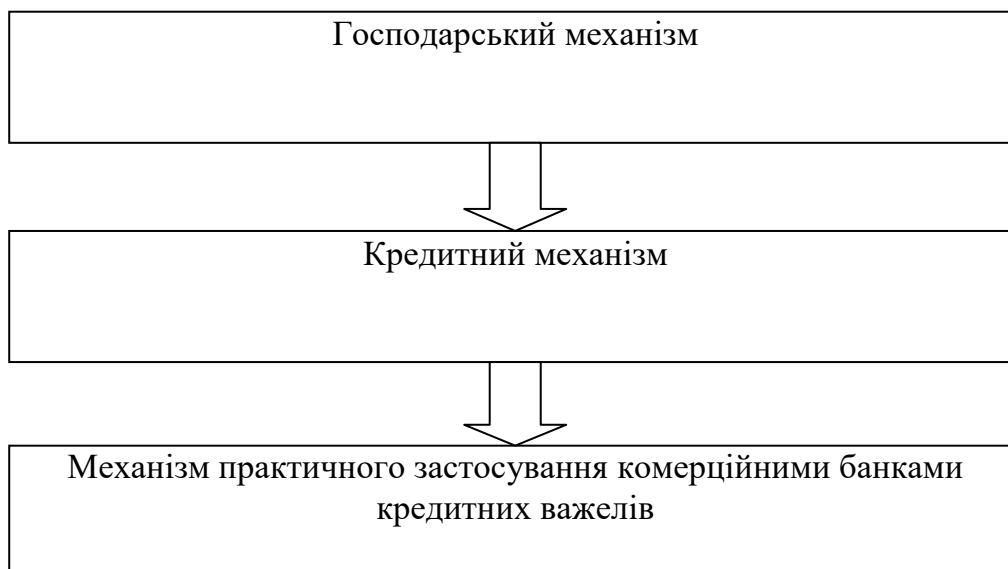 Господарський механізм
Кредитний механізм
Механізм практичного застосування комерційними банками
кредитних важелів